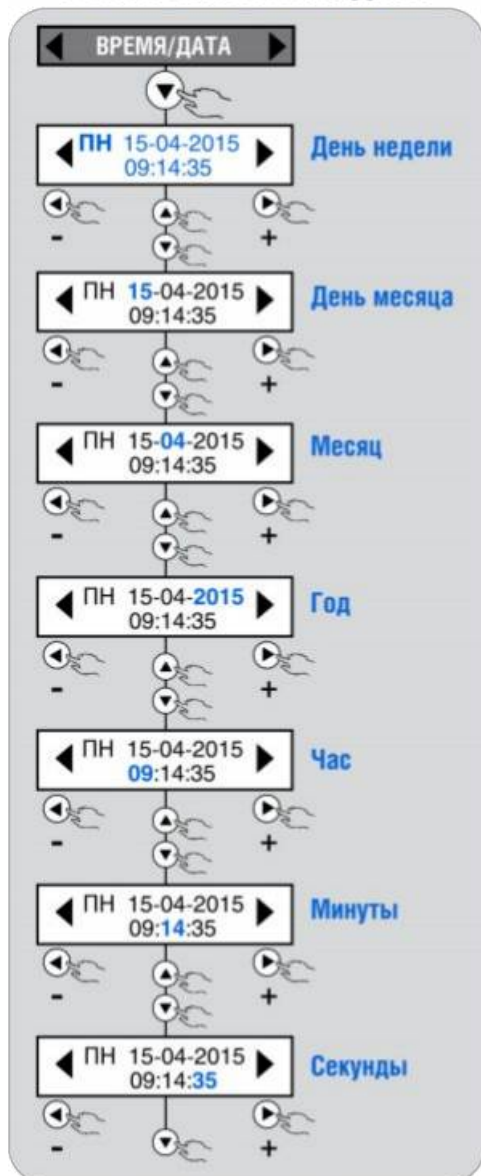 ВРЕМЯ/ДАТА
ПН 15-04-2015
09:14:35
День недели
- +
ПН 15-04-2015
09:14:35
День месяца
- +
ПН 15-04-2015
09:14:35
Месяц
- +
ПН 15-04-2015
09:14:35
Год
- +
ПН 15-04-2015
09:14:35
Час
- +
ПН 15-04-2015
09:14:35
Минуты
- +
ПН 15-04-2015
09:14:35
Секунды
- +